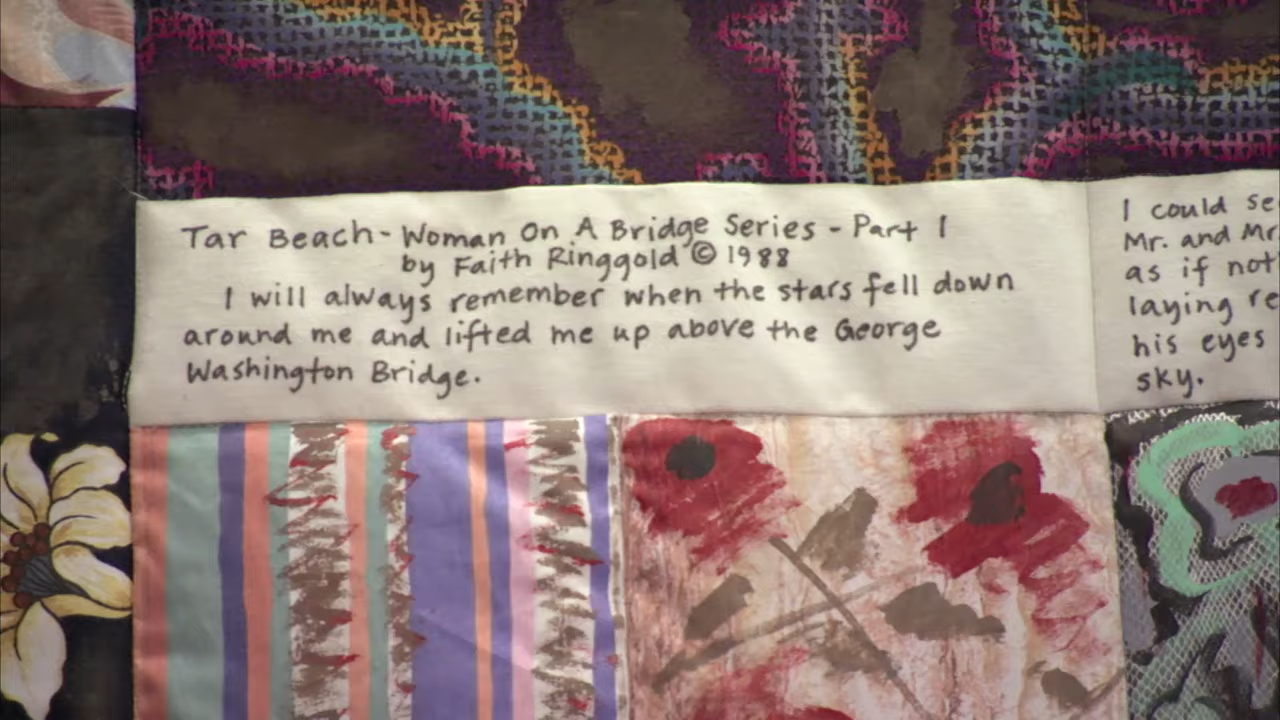 Tar Beach - Woman On A Bridge Series - Part I
by Faith Ringgold © 1988
I will always remember when the stars fell down
around me and lifted me up above the George
Washington Bridge.
I could
Mr. and
as if
laying
his eyes
sky.